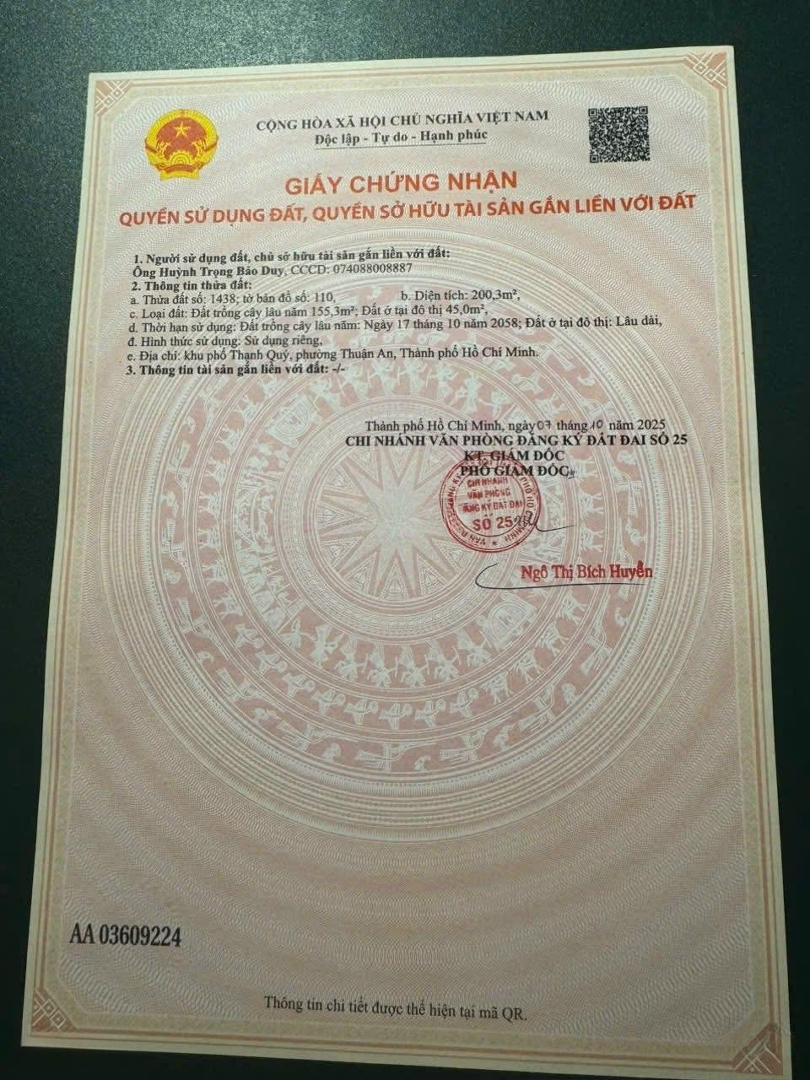 CỘNG HÒA XÃ HỘI CHỦ NGHĨA VIỆT NAM
Độc lập - Tự do - Hạnh phúc
GIẤY CHỨNG NHẬN
QUYỀN SỬ DỤNG ĐẤT, QUYỀN SỞ HỮU TÀI SẢN GẮN LIỀN VỚI ĐẤT
1. Người sử dụng đất, chủ sở hữu tài sản gắn liền với đất:
Ông Huỳnh Trọng Bảo Duy, CCCD: 074088008887
2. Thông tin thửa đất:
a. Thửa đất số: 1438; tờ bản đồ số: 110, b. Diện tích: 200,3m²,
c. Loại đất: Đất trồng cây lâu năm 155,3m²; Đất ở tại đô thị 45,0m²,
d. Thời hạn sử dụng: Đất trồng cây lâu năm: Ngày 17 tháng 10 năm 2058; Đất ở tại đô thị: Lâu dài,
đ. Hình thức sử dụng: Sử dụng riêng,
e. Địa chỉ: khu phố Thạnh Quý, phường Thuận An, Thành phố Hồ Chí Minh.
3. Thông tin tài sản gắn liền với đất: -/-
Thành phố Hồ Chí Minh, ngày 07 tháng 10 năm 2025
CHI NHÁNH VĂN PHÒNG ĐĂNG KÝ ĐẤT ĐAI SỐ 25
KT. GIÁM ĐỐC
PHÓ GIÁM ĐỐC
CHI NHÁNH
VĂN PHÒNG
ĐĂNG KÝ ĐẤT ĐAI
SỐ 25
Ngô Thị Bích Huyền
AA 03609224
Thông tin chi tiết được thể hiện tại mã QR.